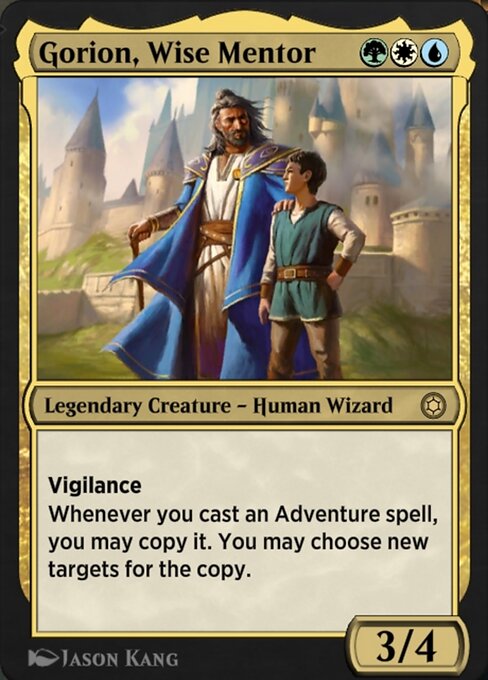 Gorion, Wise Mentor
Legendary Creature – Human Wizard
Vigilance
Whenever you cast an Adventure spell,
you may copy it. You may choose new
targets for the copy.
3/4
Jason Kang